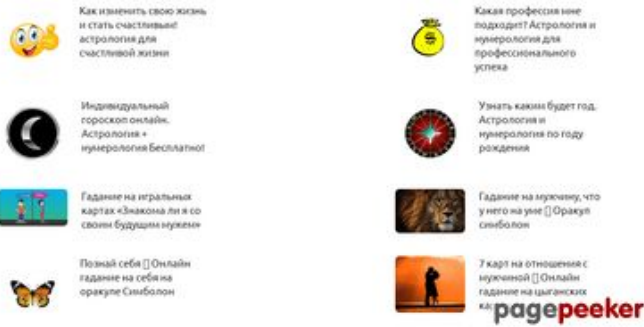 Как изменить свою жизнь
и стать счастливым!
астрология для
счастливой жизни
Какая профессия мне
подходит? Астрология и
нумерология для
профессионального
успеха
Индивидуальный
гороскоп онлайн.
Астрология +
нумерология Бесплатно!
Узнать каким будет год.
Астрология и
нумерология по году
рождения
Гадание на игральных
картах «Знакома ли я со
своим будущим мужем»
Гадание на мужчину, что
у него на уме ▯ Оракул
симболон
Познай себя ▯ Онлайн
гадание на себя на
оракуле Симболон
7 карт на отношения с
мужчиной ▯ Онлайн
гадание на цыганских
pagepeeker